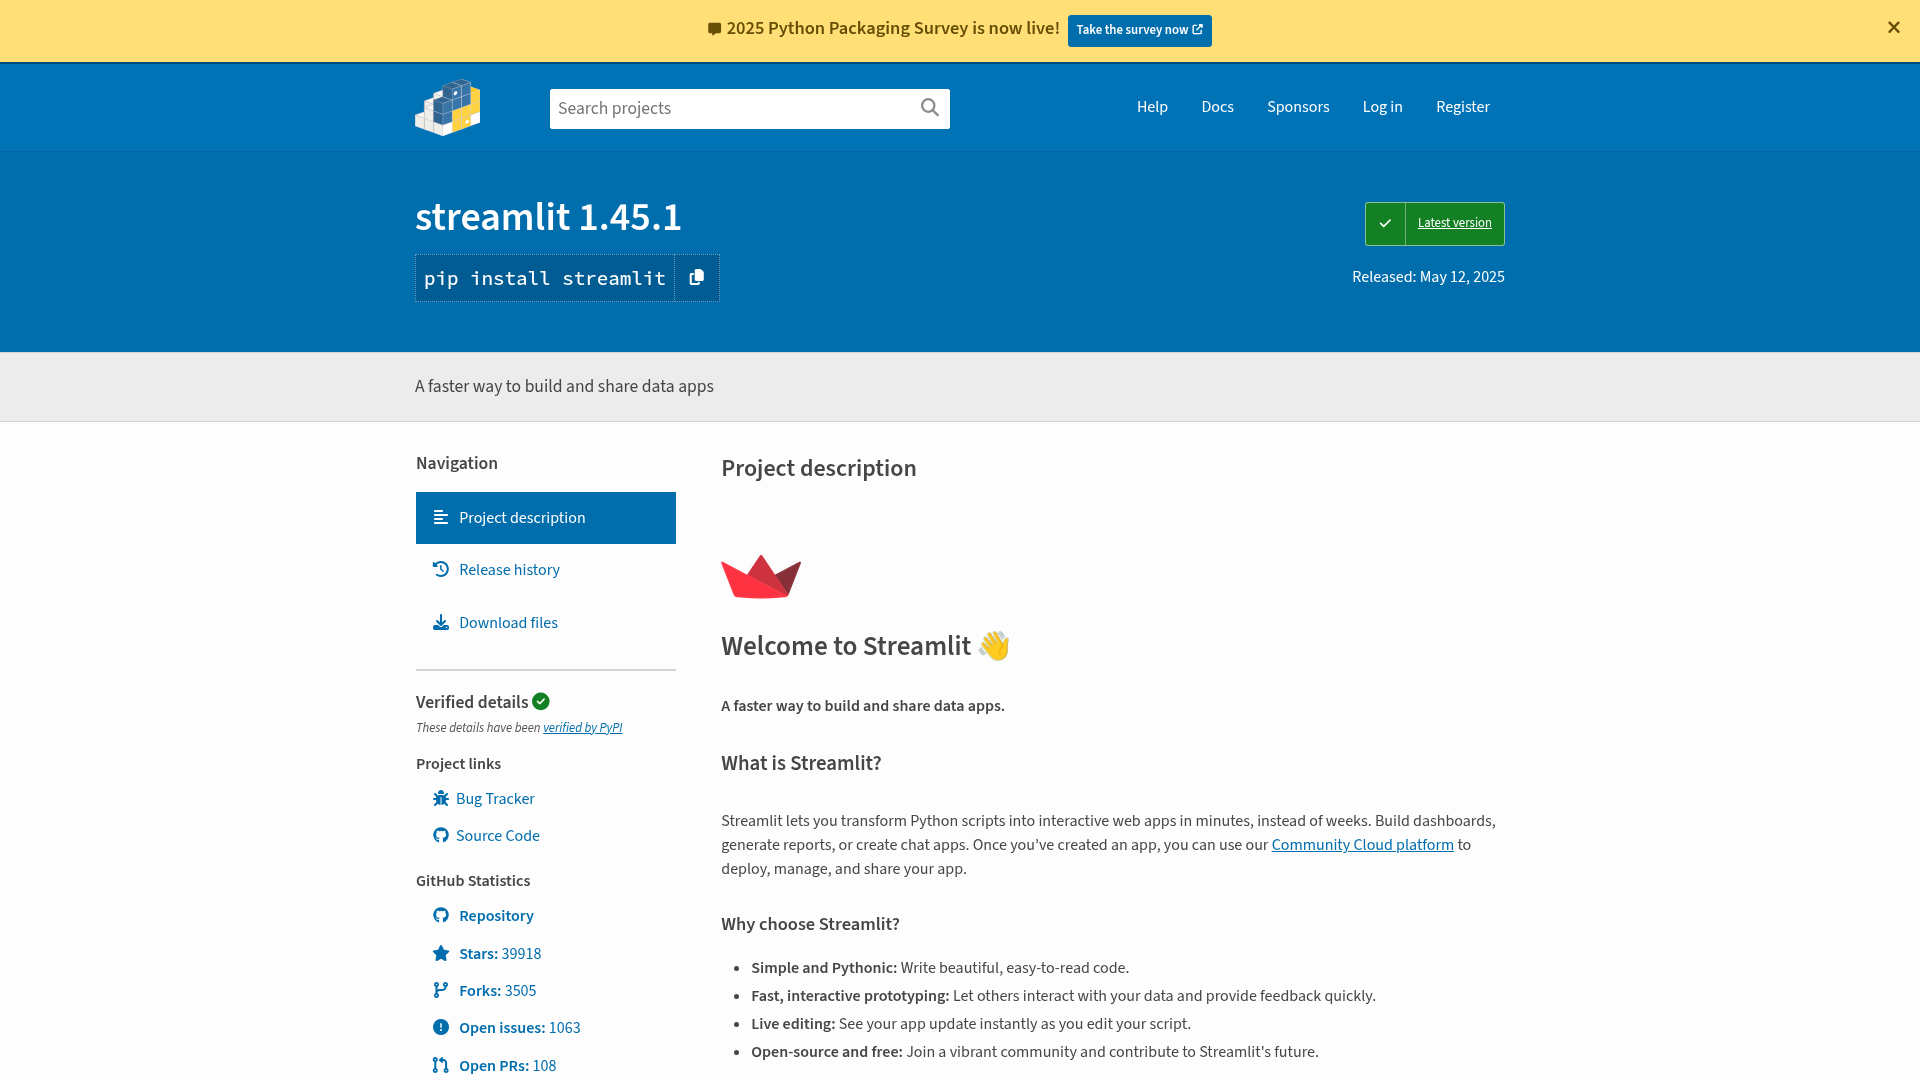 2025 Python Packaging Survey is now live! Take the survey now
Search projects
Help Docs Sponsors Log in Register
streamlit 1.45.1
pip install streamlit
Latest version
Released: May 12, 2025
A faster way to build and share data apps
Navigation
Project description
Release history
Download files
Verified details
These details have been verified by PyPI
Project links
Bug Tracker
Source Code
GitHub Statistics
Repository
Stars: 39918
Forks: 3505
Open issues: 1063
Open PRs: 108
Project description
Welcome to Streamlit 👋
A faster way to build and share data apps.
What is Streamlit?
Streamlit lets you transform Python scripts into interactive web apps in minutes, instead of weeks. Build dashboards,
generate reports, or create chat apps. Once you’ve created an app, you can use our Community Cloud platform to
deploy, manage, and share your app.
Why choose Streamlit?
• Simple and Pythonic: Write beautiful, easy-to-read code.
• Fast, interactive prototyping: Let others interact with your data and provide feedback quickly.
• Live editing: See your app update instantly as you edit your script.
• Open-source and free: Join a vibrant community and contribute to Streamlit's future.